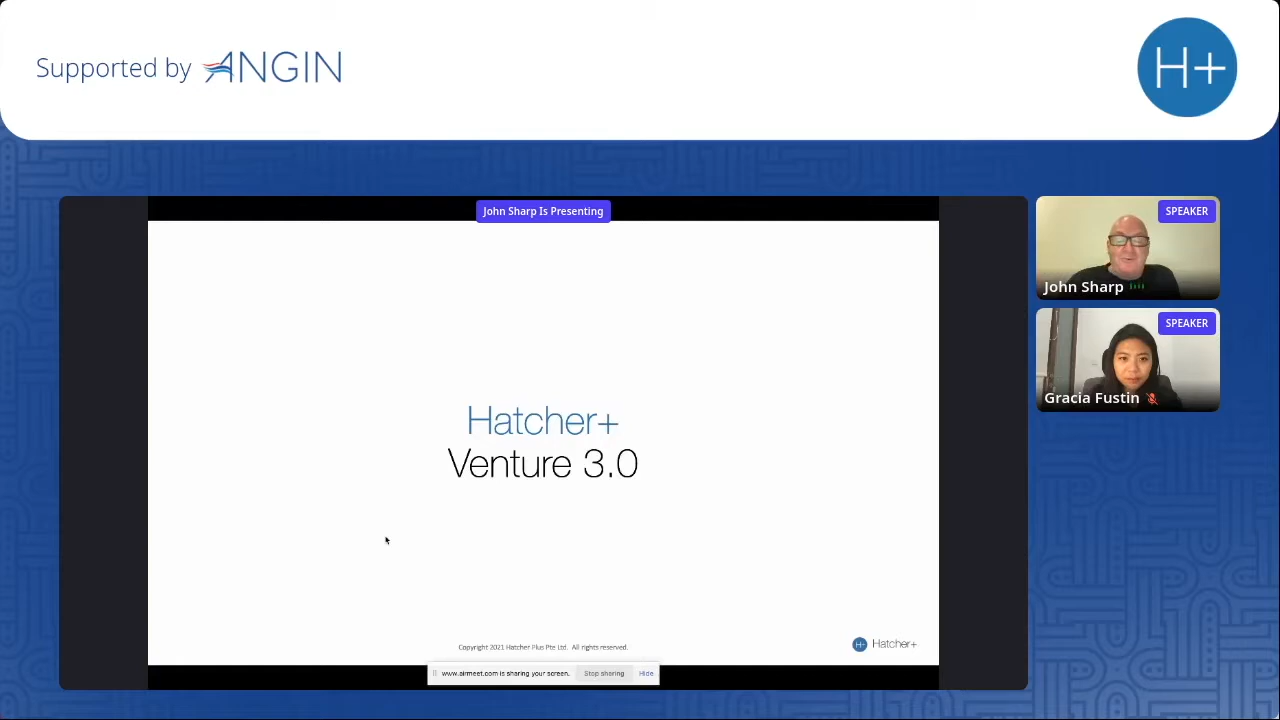 Supported by ANGIN
H+
John Sharp Is Presenting
SPEAKER
John Sharp
SPEAKER
Gracia Fustin
Hatcher+
Venture 3.0
Copyright 2021 Hatcher Plus Pte Ltd. All rights reserved.
H+ Hatcher+
www.airmeet.com is sharing your screen. Stop sharing Hide